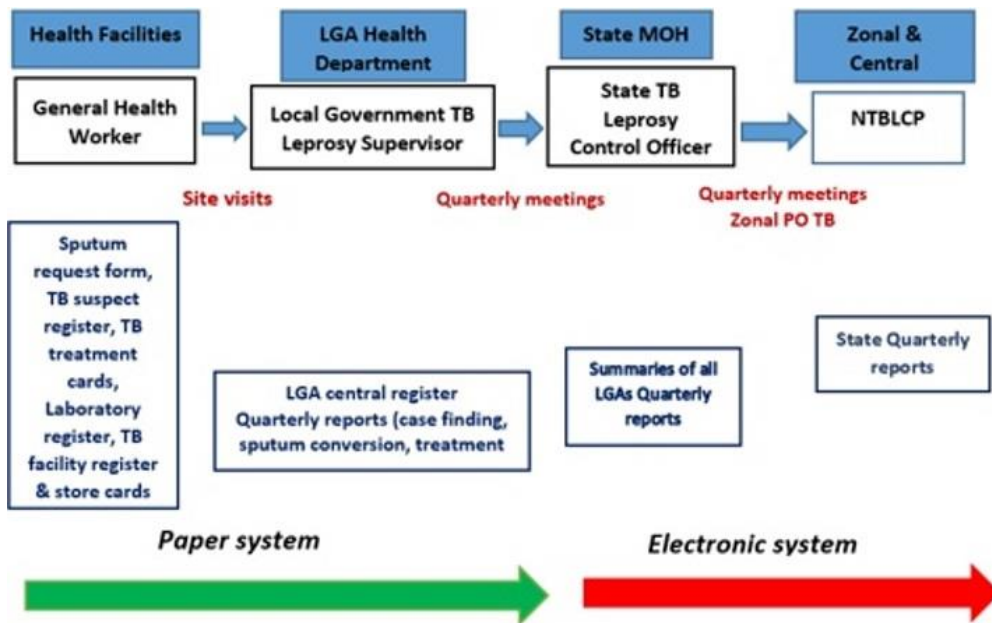 Health Facilities
LGA Health
Department
State MOH
Zonal &
Central
General Health
Worker
Local Government TB
Leprosy Supervisor
State TB
Leprosy
Control Officer
NTBLCP
Site visits
Quarterly meetings
Quarterly meetings
Zonal PO TB
Sputum
request form,
TB suspect
register, TB
treatment
cards,
Laboratory
register, TB
facility register
& store cards
LGA central register
Quarterly reports (case finding,
sputum conversion, treatment
Summaries of all
LGAs Quarterly
reports
State Quarterly
reports
Paper system
Electronic system